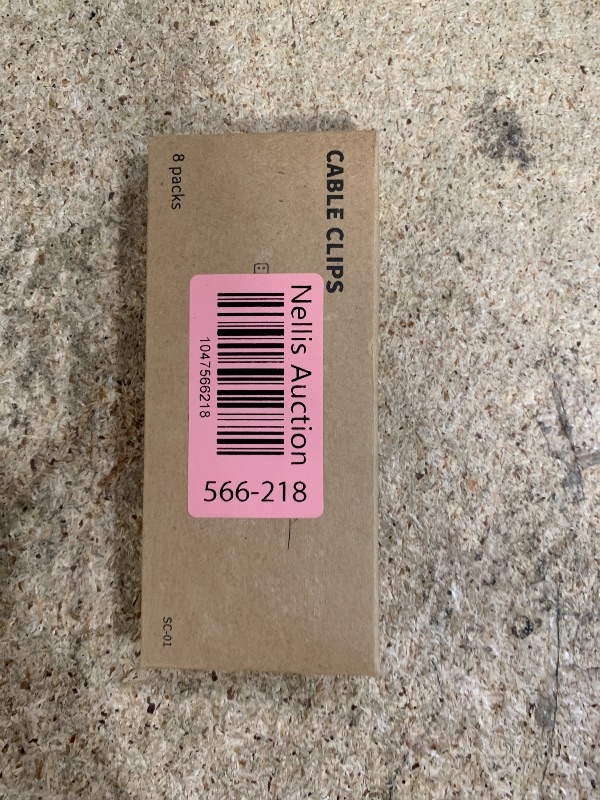 CABLE CLIPS
8 packs
Nellis Auction
1047566218
566-218
SC-01